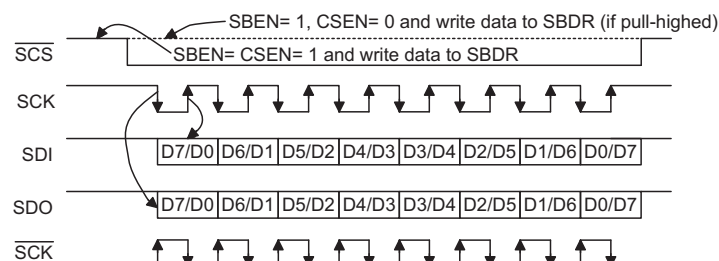 SBEN= 1, CSEN= 0 and write data to SBDR (if pull-highed)
SCS
SBEN= CSEN= 1 and write data to SBDR
SCK
SDI D7/D0 D6/D1 D5/D2 D4/D3 D3/D4 D2/D5 D1/D6 D0/D7
SDO D7/D0 D6/D1 D5/D2 D4/D3 D3/D4 D2/D5 D1/D6 D0/D7
SCK